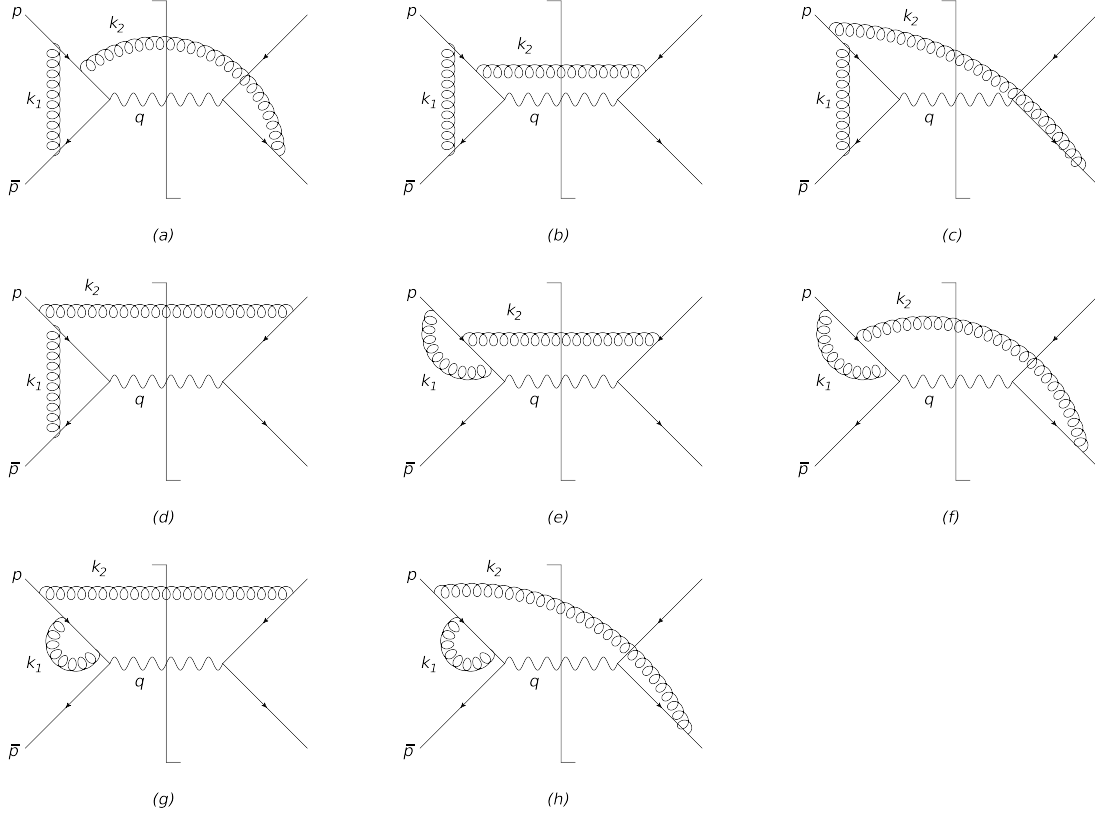 p k₂ k₁ q p̅
(a)
p k₂ k₁ q p̅
(b)
p k₂ k₁ q p̅
(c)
p k₂ k₁ q p̅
(d)
p k₂ k₁ q p̅
(e)
p k₂ k₁ q p̅
(f)
p k₂ k₁ q p̅
(g)
p k₂ k₁ q p̅
(h)